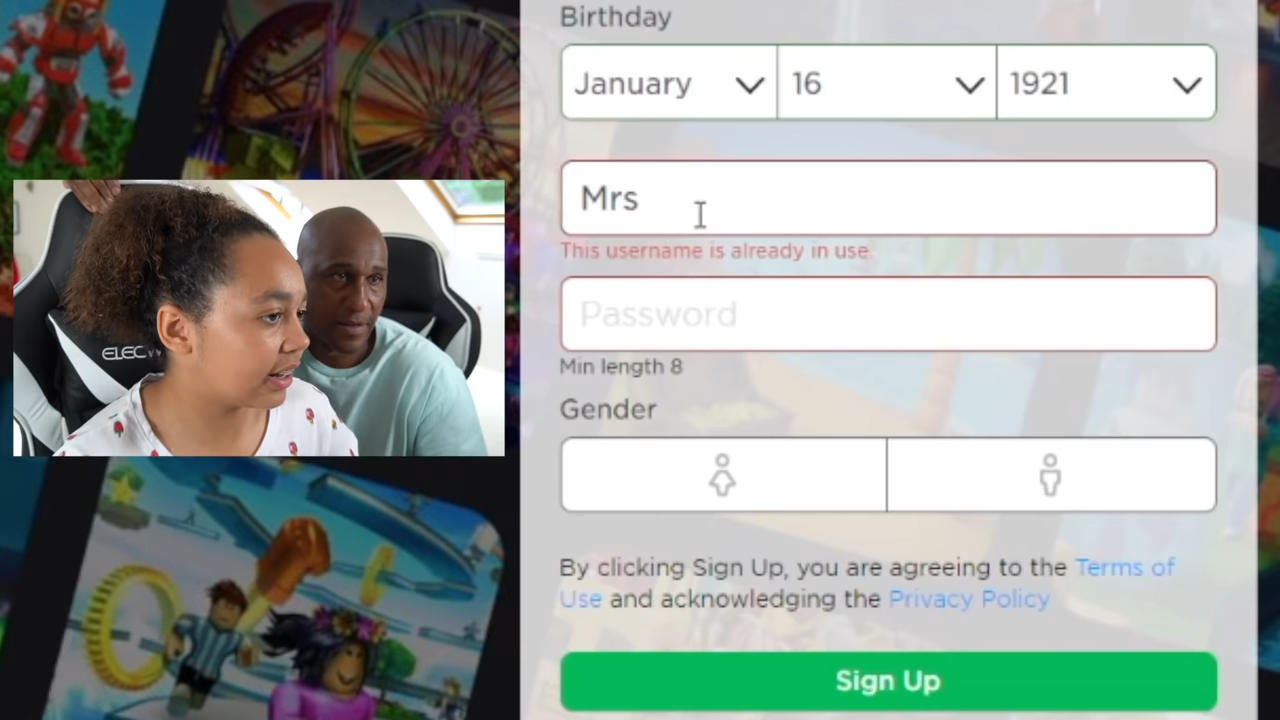 Birthday
January 16 1921
Mrs
This username is already in use.
Password
Min length 8
Gender
By clicking Sign Up, you are agreeing to the Terms of
Use and acknowledging the Privacy Policy
Sign Up
ELEC